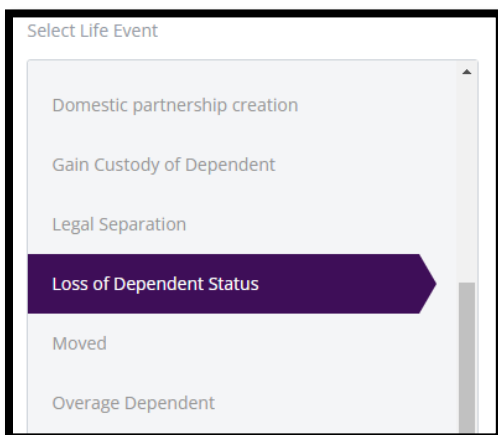 Select Life Event
Domestic partnership creation
Gain Custody of Dependent
Legal Separation
Loss of Dependent Status
Moved
Overage Dependent